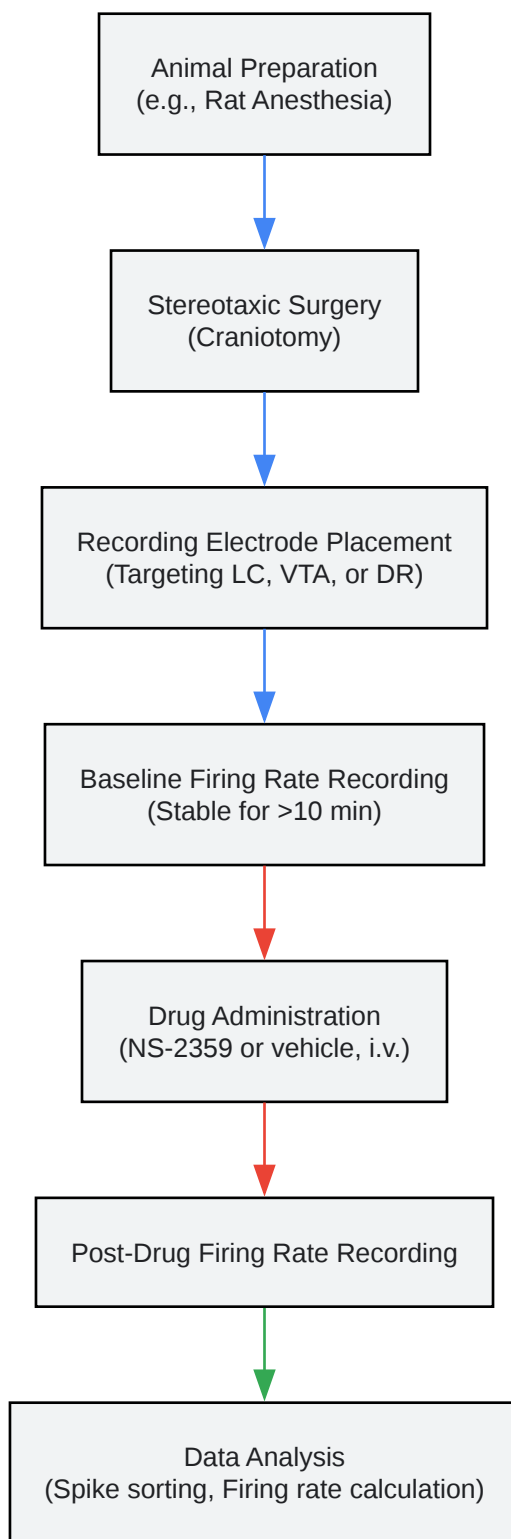 Animal Preparation
(e.g., Rat Anesthesia)
Stereotaxic Surgery
(Craniotomy)
Recording Electrode Placement
(Targeting LC, VTA, or DR)
Baseline Firing Rate Recording
(Stable for >10 min)
Drug Administration
(NS-2359 or vehicle, i.v.)
Post-Drug Firing Rate Recording
Data Analysis
(Spike sorting, Firing rate calculation)